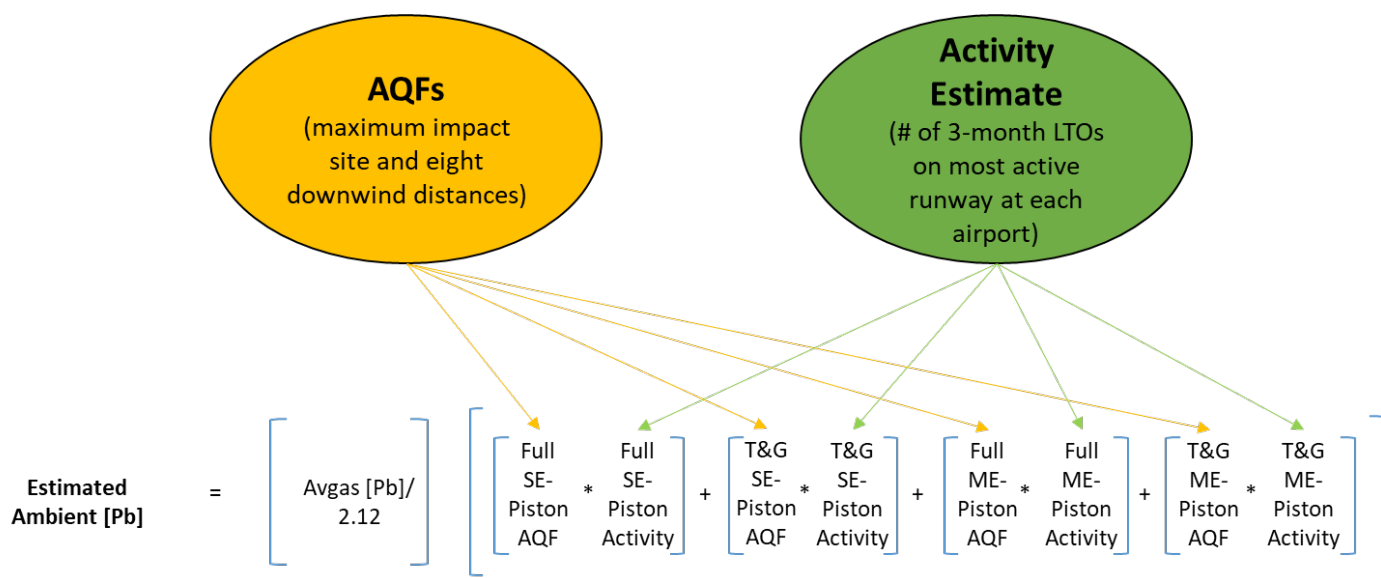 AQFs
(maximum impact
site and eight
downwind distances)
Activity
Estimate
(# of 3-month LTOs
on most active
runway at each
airport)
Estimated
Ambient [Pb]
=
Avgas [Pb]/
2.12
Full
SE-
Piston
AQF
*
Full
SE-
Piston
Activity
+
T&G
SE-
Piston
AQF
*
T&G
SE-
Piston
Activity
+
Full
ME-
Piston
AQF
*
Full
ME-
Piston
Activity
+
T&G
ME-
Piston
AQF
*
T&G
ME-
Piston
Activity